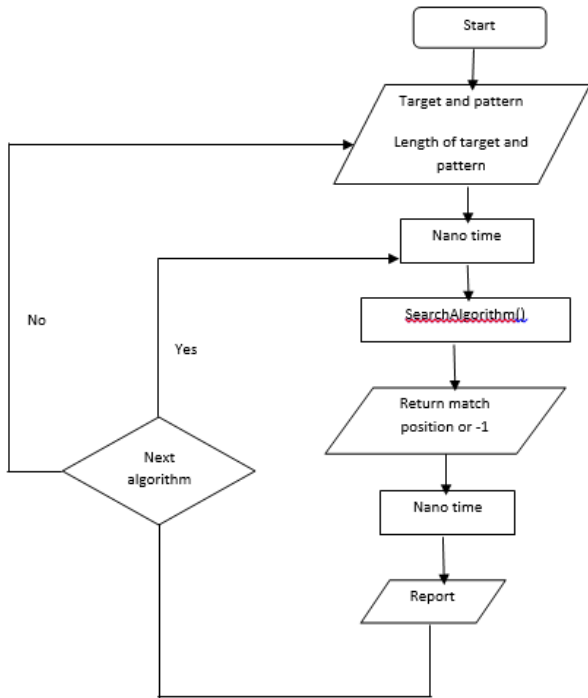 Start
Target and pattern
Length of target and
pattern
Nano time
No
SearchAlgorithm()
Yes
Return match
position or -1
Next
algorithm
Nano time
Report